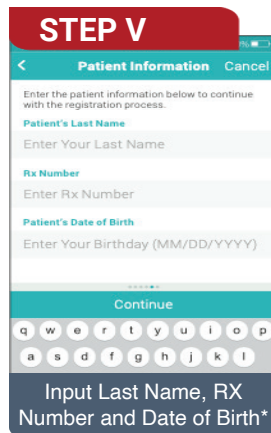 STEP V
%
< Patient Information Cancel
Enter the patient information below to continue
with the registration process.
Patient's Last Name
Enter Your Last Name
Rx Number
Enter Rx Number
Patient's Date of Birth
Enter Your Birthday (MM/DD/YYYY)
Continue
q w e r t y u i o p
a s d f g h j k l
Input Last Name, RX
Number and Date of Birth*